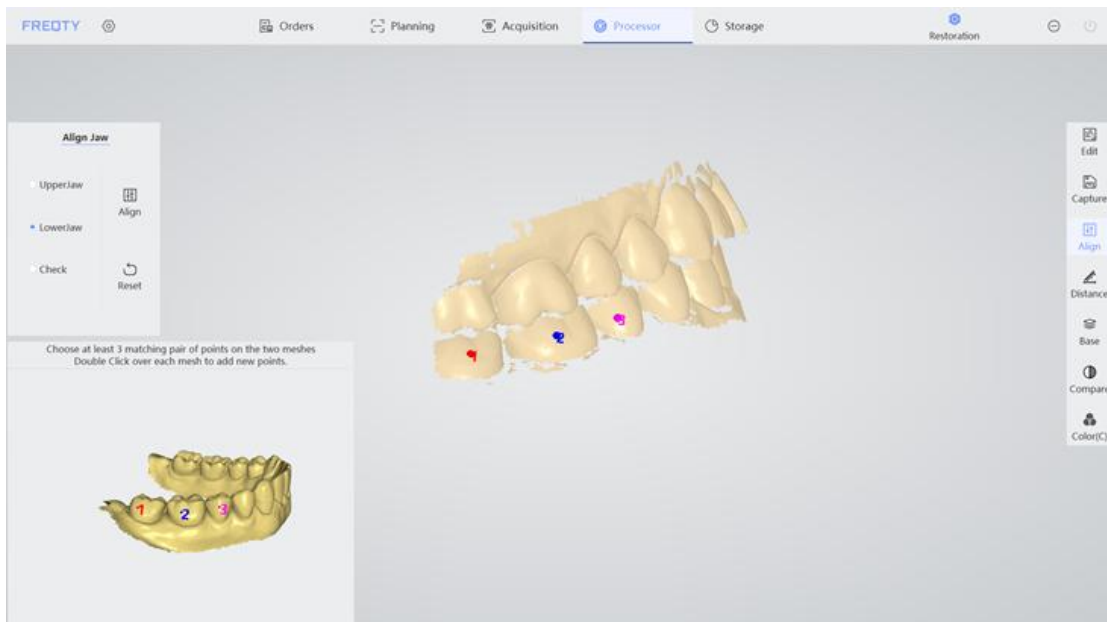 FREQTY
Orders
Planning
Acquisition
Processor
Storage
Restoration
Align Jaw
UpperJaw
Align
LowerJaw
Check
Reset
Choose at least 3 matching pair of points on the two meshes
Double Click over each mesh to add new points.
1
2
3
1
2
3
Edit
Capture
Align
Distance
Base
Compare
Color(C)